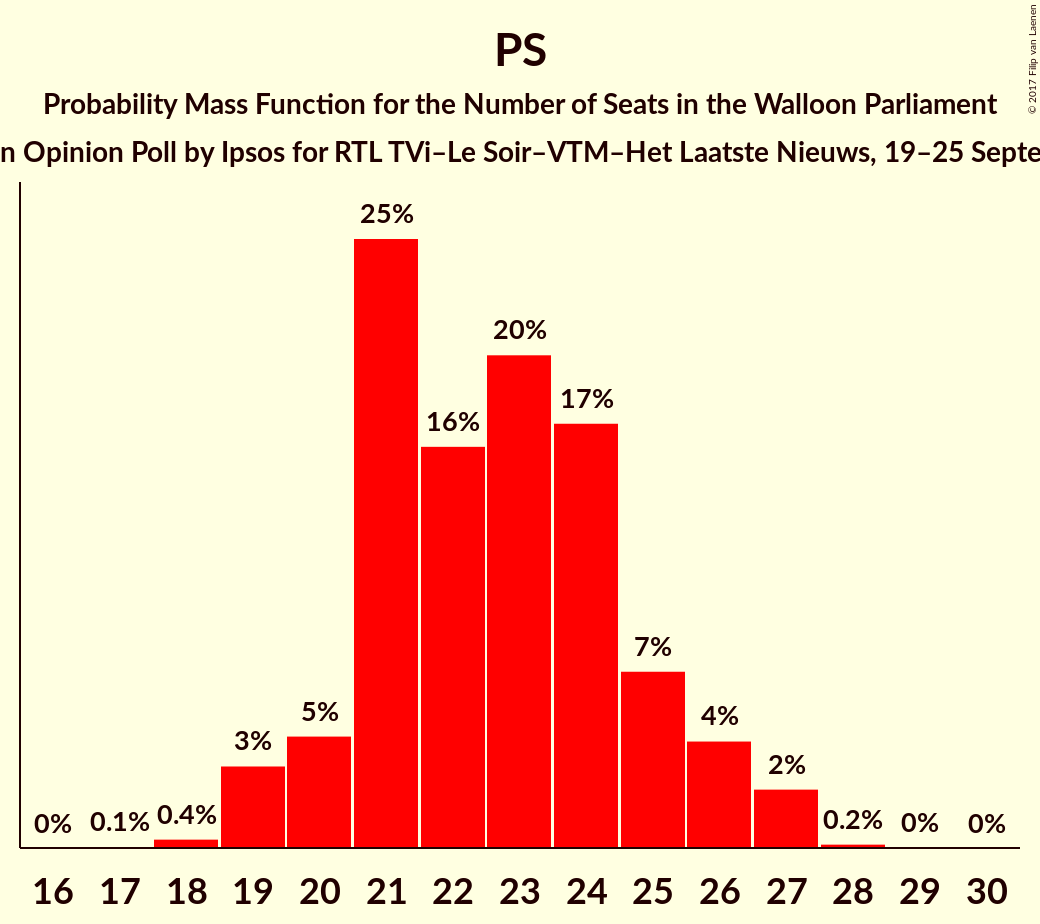 PS
Probability Mass Function for the Number of Seats in the Walloon Parliament
n Opinion Poll by Ipsos for RTL TVi–Le Soir–VTM–Het Laatste Nieuws, 19–25 Septe
© 2017 Filip van Laenen
0% 0.1% 0.4% 3% 5% 25% 16% 20% 17% 7% 4% 2% 0.2% 0% 0%
16 17 18 19 20 21 22 23 24 25 26 27 28 29 30